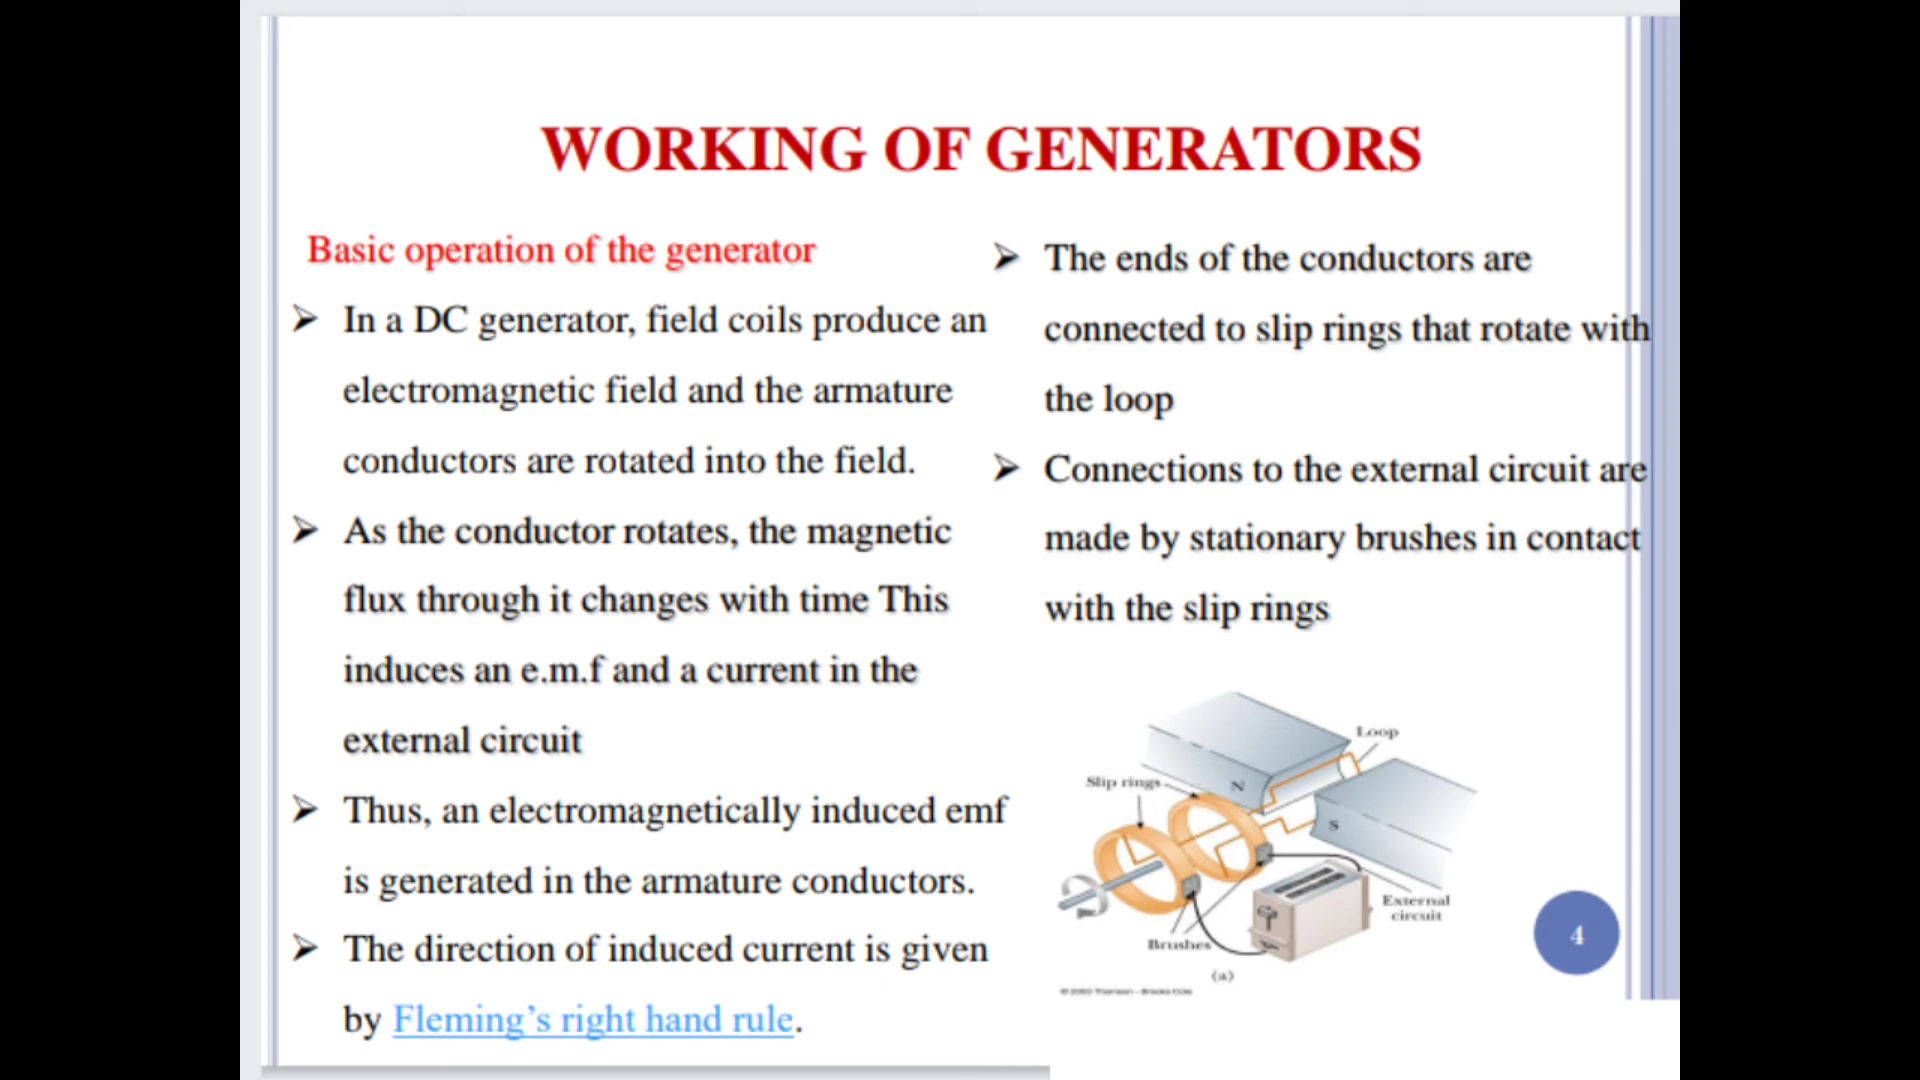 WORKING OF GENERATORS
Basic operation of the generator
➢ In a DC generator, field coils produce an
electromagnetic field and the armature
conductors are rotated into the field.
➢ As the conductor rotates, the magnetic
flux through it changes with time This
induces an e.m.f and a current in the
external circuit
➢ Thus, an electromagnetically induced emf
is generated in the armature conductors.
➢ The direction of induced current is given
by Fleming’s right hand rule.
➢ The ends of the conductors are
connected to slip rings that rotate with
the loop
➢ Connections to the external circuit are
made by stationary brushes in contact
with the slip rings
Loop
Slip rings
N
S
External
circuit
Brushes
(a)
© 2003 Thomson - Brooks Cole
4